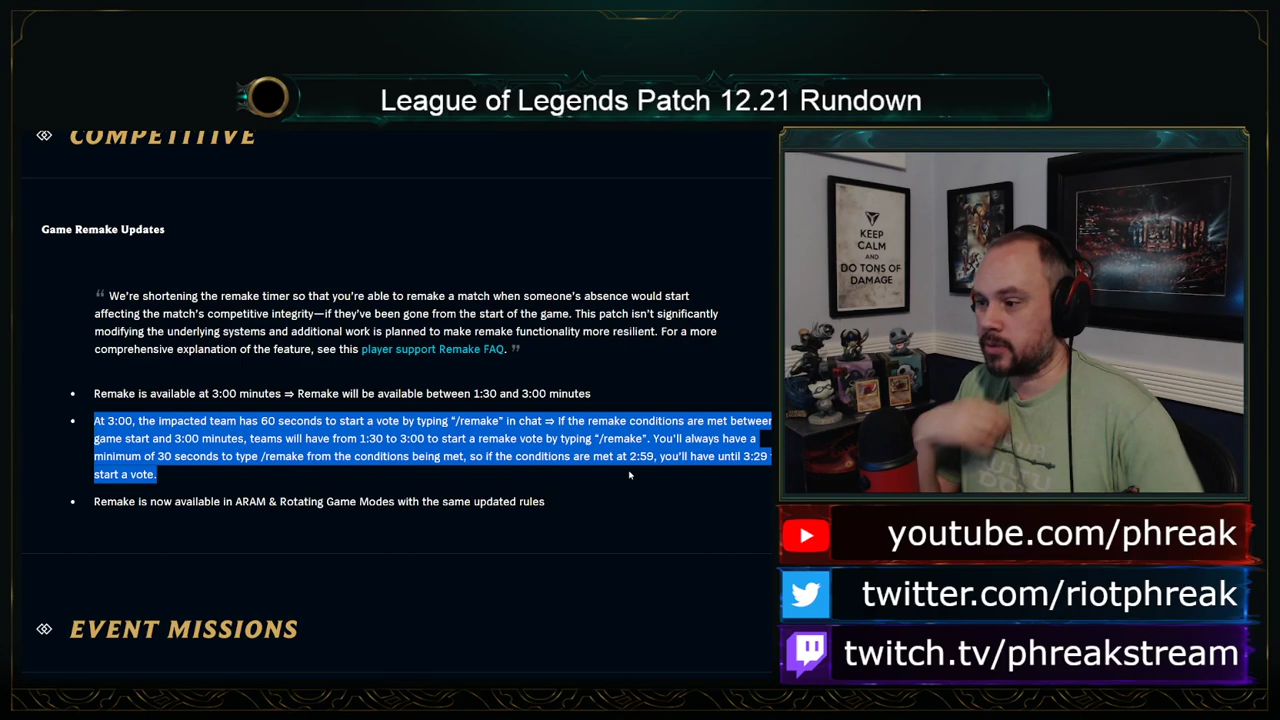 League of Legends Patch 12.21 Rundown
COMPETITIVE
Game Remake Updates
“ We’re shortening the remake timer so that you’re able to remake a match when someone’s absence would start
affecting the match’s competitive integrity—if they’ve been gone from the start of the game. This patch isn’t significantly
modifying the underlying systems and additional work is planned to make remake functionality more resilient. For a more
comprehensive explanation of the feature, see this player support Remake FAQ. ”
• Remake is available at 3:00 minutes ⇒ Remake will be available between 1:30 and 3:00 minutes
• At 3:00, the impacted team has 60 seconds to start a vote by typing “/remake” in chat ⇒ If the remake conditions are met between
game start and 3:00 minutes, teams will have from 1:30 to 3:00 to start a remake vote by typing “/remake”. You’ll always have a
minimum of 30 seconds to type /remake from the conditions being met, so if the conditions are met at 2:59, you’ll have until 3:29
start a vote.
• Remake is now available in ARAM & Rotating Game Modes with the same updated rules
EVENT MISSIONS
KEEP
CALM
AND
DO TONS OF
DAMAGE
youtube.com/phreak
twitter.com/riotphreak
twitch.tv/phreakstream